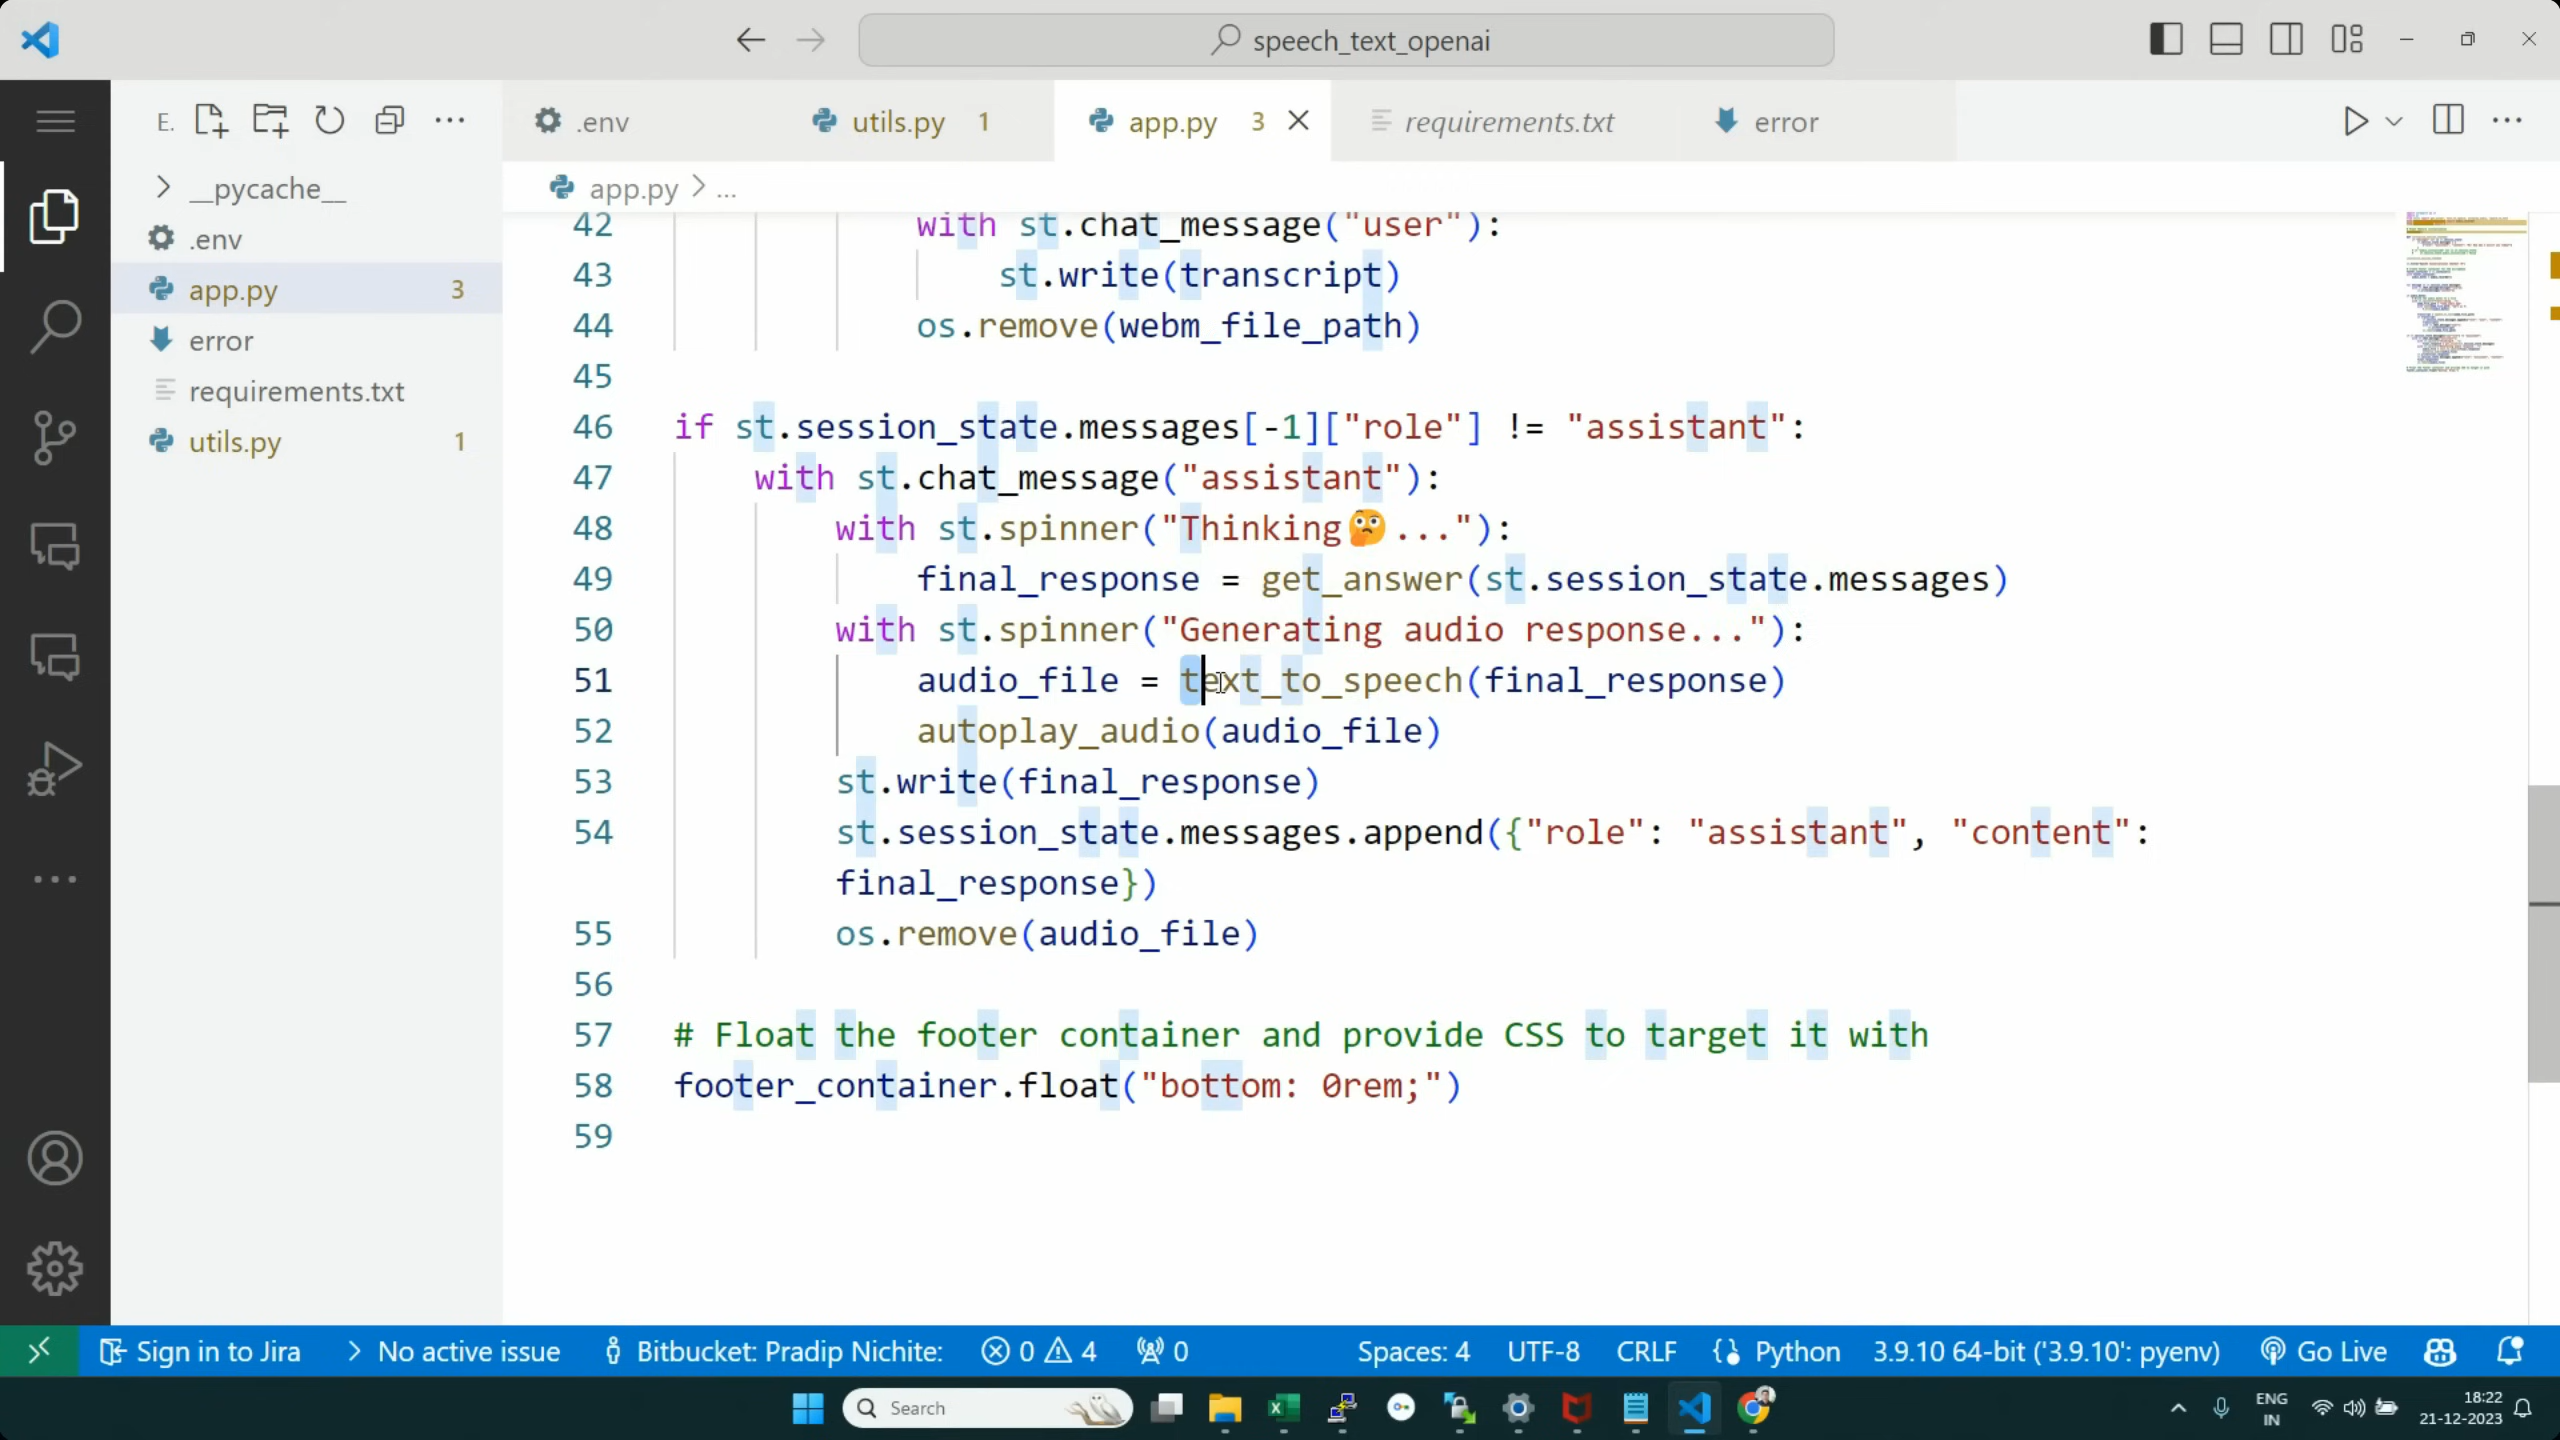 speech_text_openai
E.
.env
utils.py 1
app.py 3
requirements.txt
error
app.py > ...
__pycache__
.env
app.py 3
error
requirements.txt
utils.py 1
42 with st.chat_message("user"):
43 st.write(transcript)
44 os.remove(webm_file_path)
45
46 if st.session_state.messages[-1]["role"] != "assistant":
47 with st.chat_message("assistant"):
48 with st.spinner("Thinking🤔..."):
49 final_response = get_answer(st.session_state.messages)
50 with st.spinner("Generating audio response..."):
51 audio_file = text_to_speech(final_response)
52 autoplay_audio(audio_file)
53 st.write(final_response)
54 st.session_state.messages.append({"role": "assistant", "content":
final_response})
55 os.remove(audio_file)
56
57 # Float the footer container and provide CSS to target it with
58 footer_container.float("bottom: 0rem;")
59
Sign in to Jira No active issue Bitbucket: Pradip Nichite: 0 4 0 Spaces: 4 UTF-8 CRLF Python 3.9.10 64-bit ('3.9.10': pyenv) Go Live
Search
ENG
IN
18:22
21-12-2023